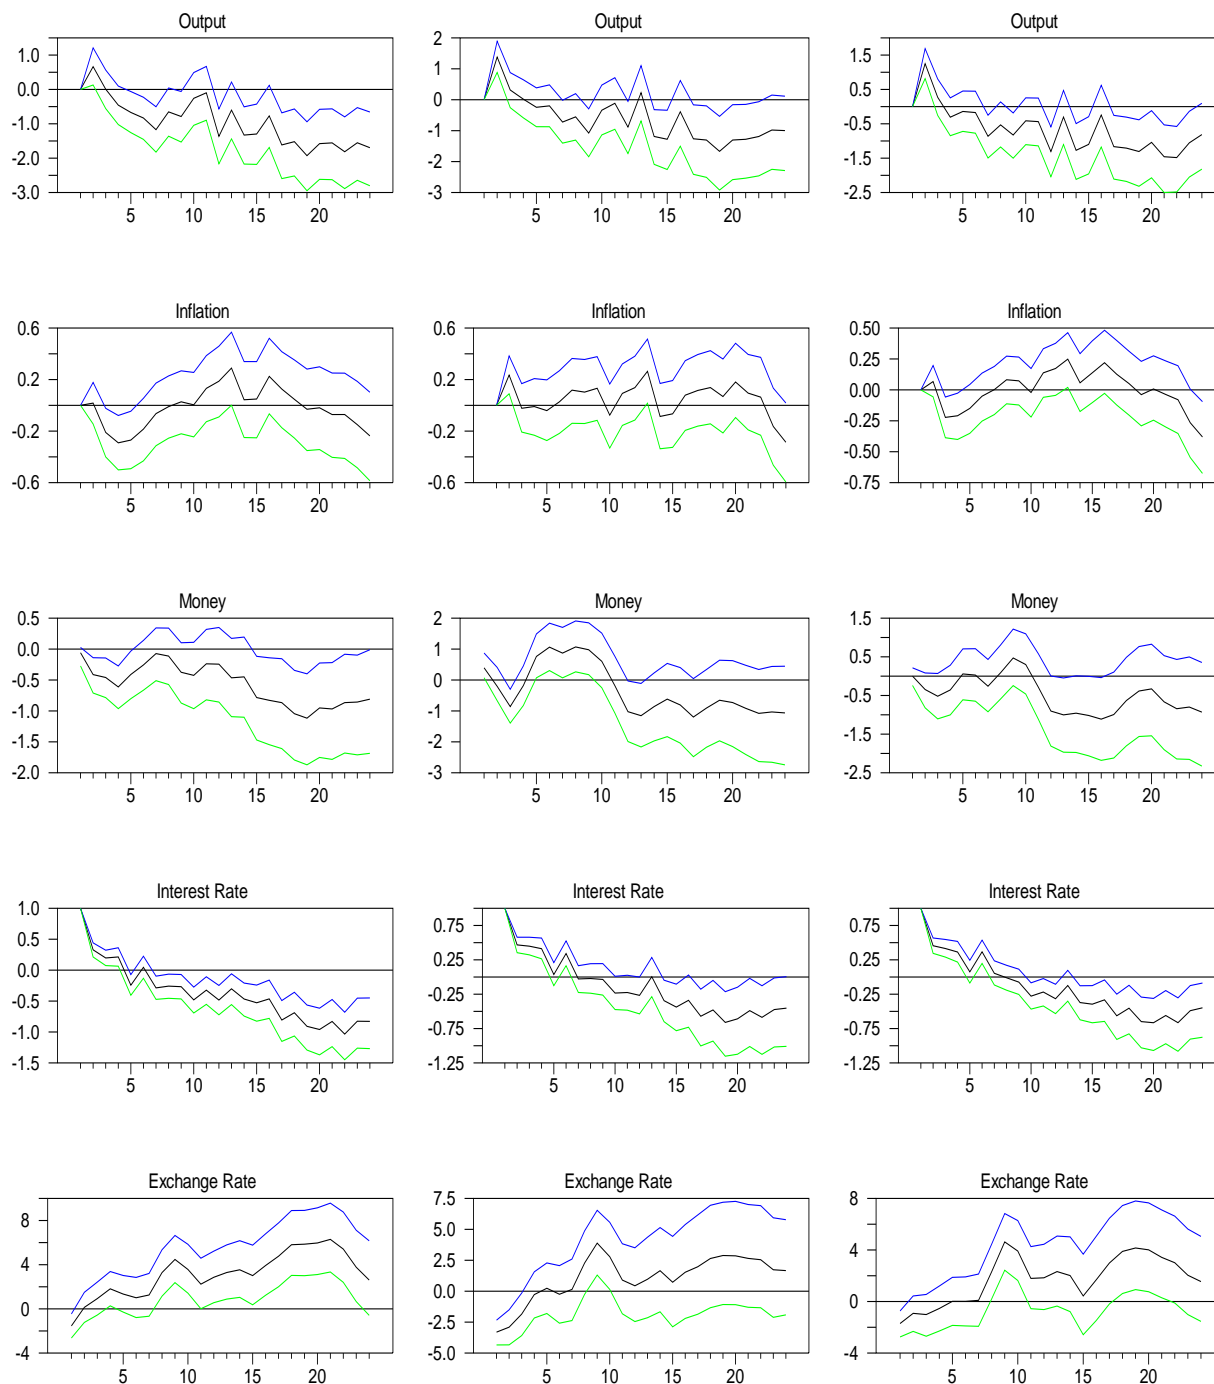 Output Output Output
1.0 2 1.5
0.0 1 0.5
-1.0 0 -0.5
-2.0 -1 -1.5
-3.0 -2 -2.5
-3
5 10 15 20 5 10 15 20 5 10 15 20
Inflation Inflation Inflation
0.6 0.6 0.50
0.2 0.2 0.25
-0.2 -0.2 0.00
-0.6 -0.6 -0.25
-0.50
-0.75
5 10 15 20 5 10 15 20 5 10 15 20
Money Money Money
0.5 2 1.5
0.0 1 0.5
-0.5 0 -0.5
-1.0 -1 -1.5
-1.5 -2 -2.5
-2.0 -3
5 10 15 20 5 10 15 20 5 10 15 20
Interest Rate Interest Rate Interest Rate
1.0 0.75 0.75
0.5 0.25 0.25
0.0 -0.25 -0.25
-0.5 -0.75 -0.75
-1.0 -1.25 -1.25
-1.5
5 10 15 20 5 10 15 20 5 10 15 20
Exchange Rate Exchange Rate Exchange Rate
8 7.5 8
4 5.0 4
0 2.5 0
-4 0.0 -4
-2.5
-5.0
5 10 15 20 5 10 15 20 5 10 15 20